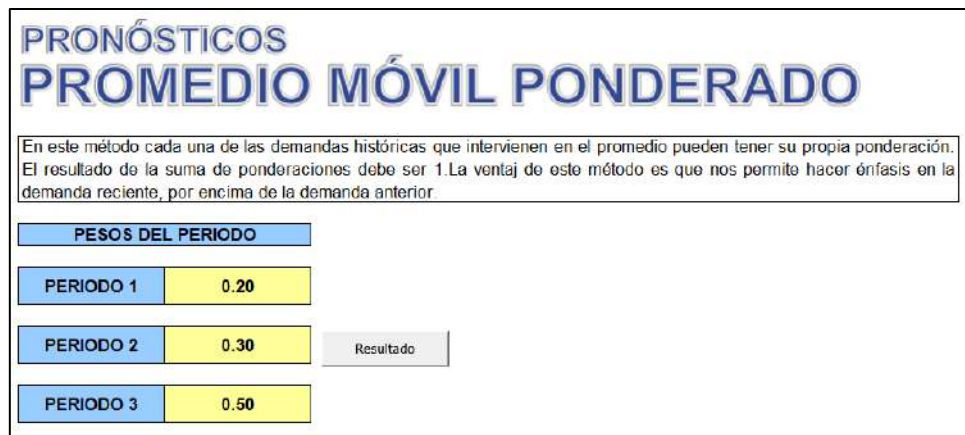 PRONÓSTICOS
PROMEDIO MÓVIL PONDERADO
En este método cada una de las demandas históricas que intervienen en el promedio pueden tener su propia ponderación.
El resultado de la suma de ponderaciones debe ser 1.La ventaj de este método es que nos permite hacer énfasis en la
demanda reciente, por encima de la demanda anterior.
PESOS DEL PERIODO
PERIODO 1 0.20
PERIODO 2 0.30 Resultado
PERIODO 3 0.50